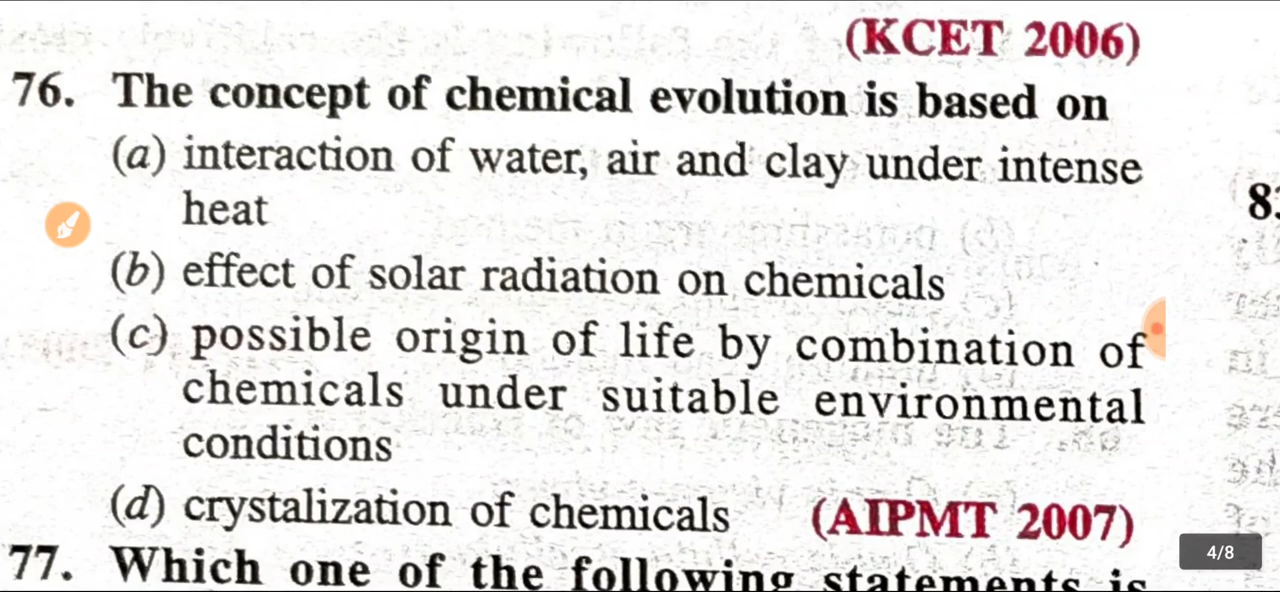 (KCET 2006)
76. The concept of chemical evolution is based on
(a) interaction of water, air and clay under intense
heat
(b) effect of solar radiation on chemicals
(c) possible origin of life by combination of
chemicals under suitable environmental
conditions
(d) crystalization of chemicals (AIPMT 2007)
77. Which one of the following statements is
4/8